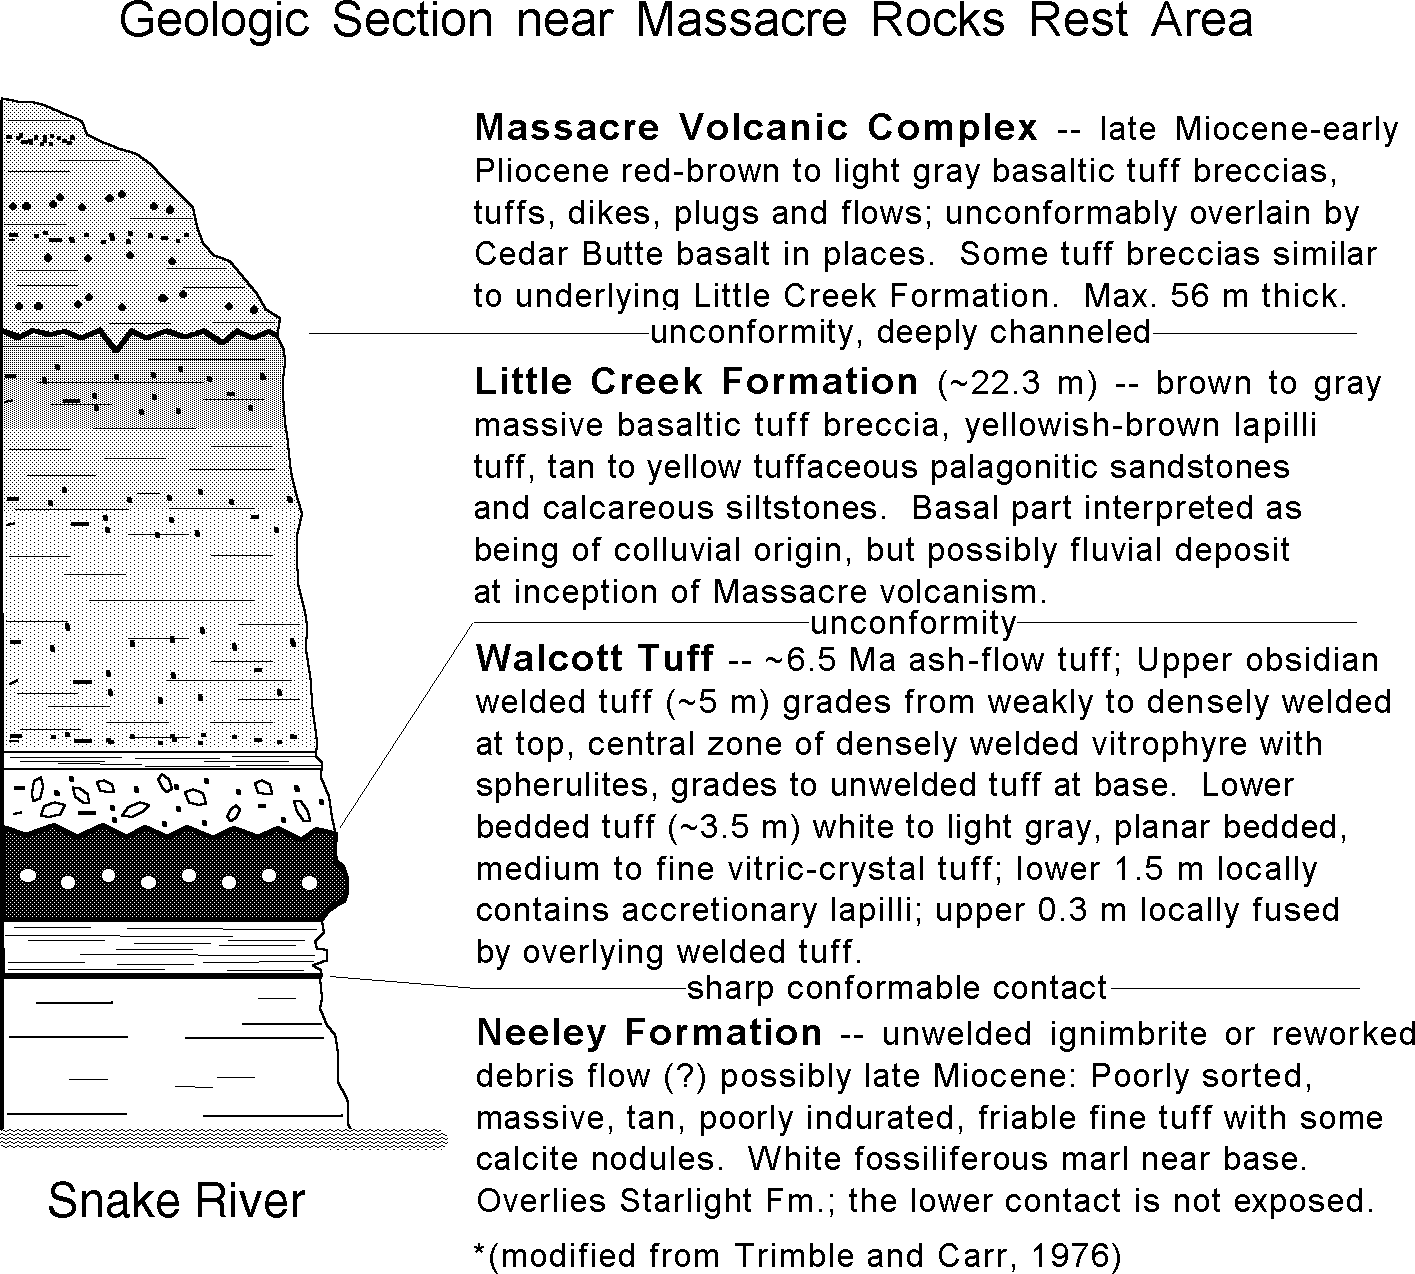 Geologic Section near Massacre Rocks Rest Area
Massacre Volcanic Complex -- late Miocene-early
Pliocene red-brown to light gray basaltic tuff breccias,
tuffs, dikes, plugs and flows; unconformably overlain by
Cedar Butte basalt in places.  Some tuff breccias similar
to underlying Little Creek Formation.  Max. 56 m thick.
unconformity, deeply channeled
Little Creek Formation (~22.3 m) -- brown to gray
massive basaltic tuff breccia, yellowish-brown lapilli
tuff, tan to yellow tuffaceous palagonitic sandstones
and calcareous siltstones.  Basal part interpreted as
being of colluvial origin, but possibly fluvial deposit
at inception of Massacre volcanism.
unconformity
Walcott Tuff -- ~6.5 Ma ash-flow tuff; Upper obsidian
welded tuff (~5 m) grades from weakly to densely welded
at top, central zone of densely welded vitrophyre with
spherulites, grades to unwelded tuff at base.  Lower
bedded tuff (~3.5 m) white to light gray, planar bedded,
medium to fine vitric-crystal tuff; lower 1.5 m locally
contains accretionary lapilli; upper 0.3 m locally fused
by overlying welded tuff.
sharp conformable contact
Neeley Formation -- unwelded ignimbrite or reworked
debris flow (?) possibly late Miocene: Poorly sorted,
massive, tan, poorly indurated, friable fine tuff with some
calcite nodules.  White fossiliferous marl near base.
Overlies Starlight Fm.; the lower contact is not exposed.
*(modified from Trimble and Carr, 1976)
Snake River